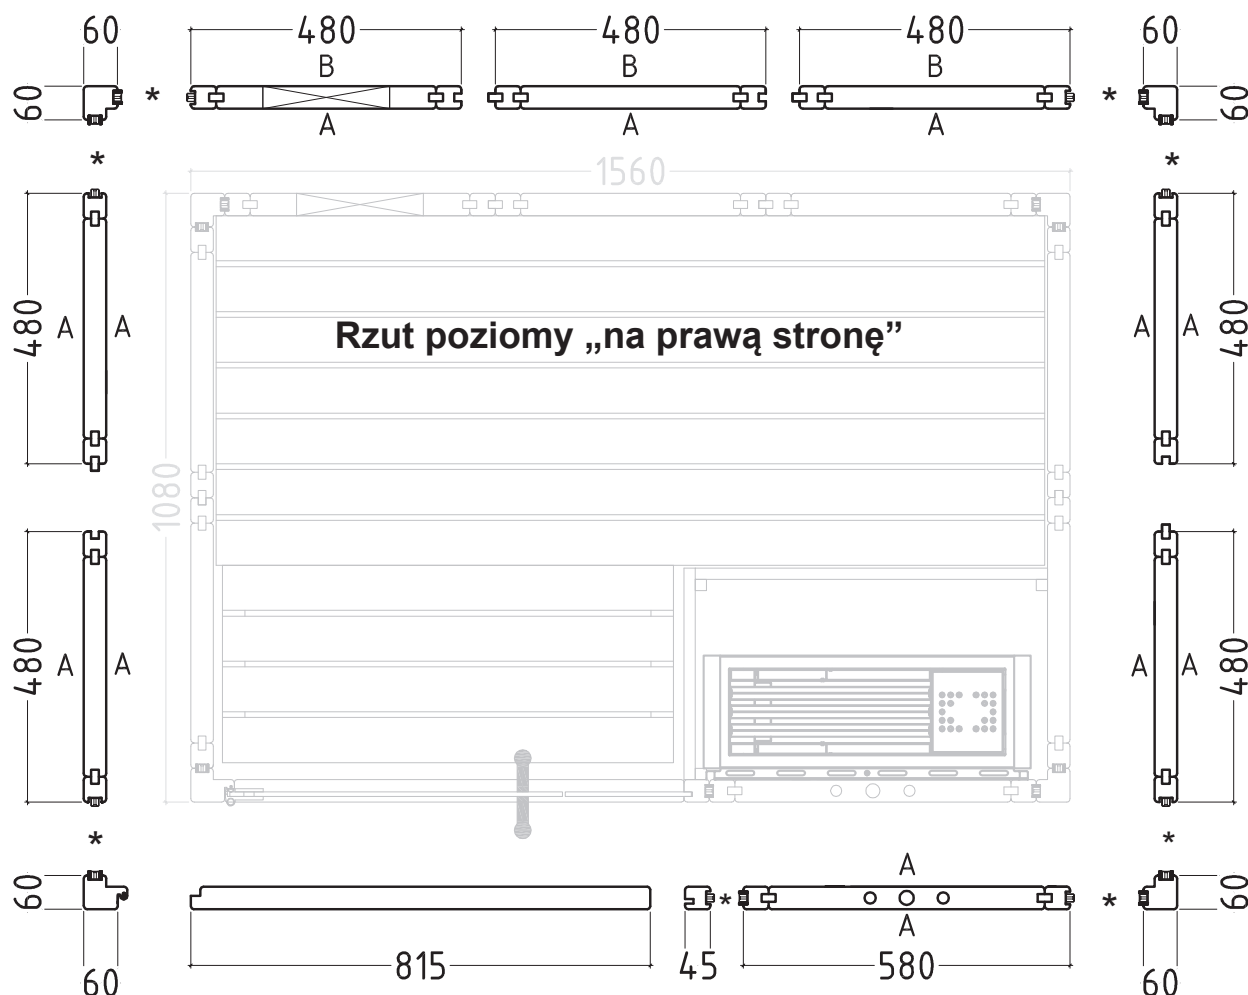 60 480 480 480 60
B B B
60 * * 60
A A A
* *
1560
480 A A Rzut poziomy „na prawą stronę” A A 480
1080
480 A A A A 480
* *
60 A 60
* *
A
60 815 45 580 60